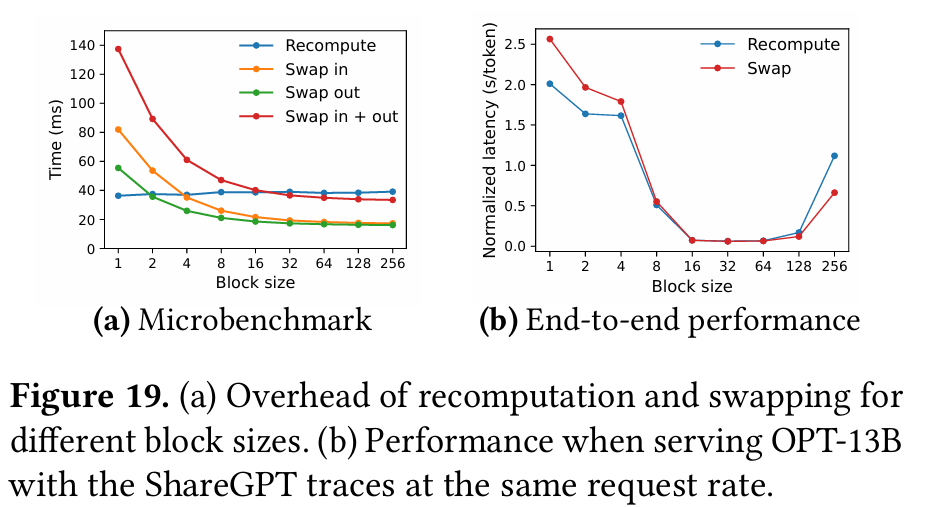 140
120
100
80
60
40
20
0
Time (ms)
Recompute
Swap in
Swap out
Swap in + out
1 2 4 8 16 32 64 128 256
Block size
(a) Microbenchmark
2.5
2.0
1.5
1.0
0.5
0.0
Normalized latency (s/token)
Recompute
Swap
1 2 4 8 16 32 64 128 256
Block size
(b) End-to-end performance
Figure 19. (a) Overhead of recomputation and swapping for
different block sizes. (b) Performance when serving OPT-13B
with the ShareGPT traces at the same request rate.